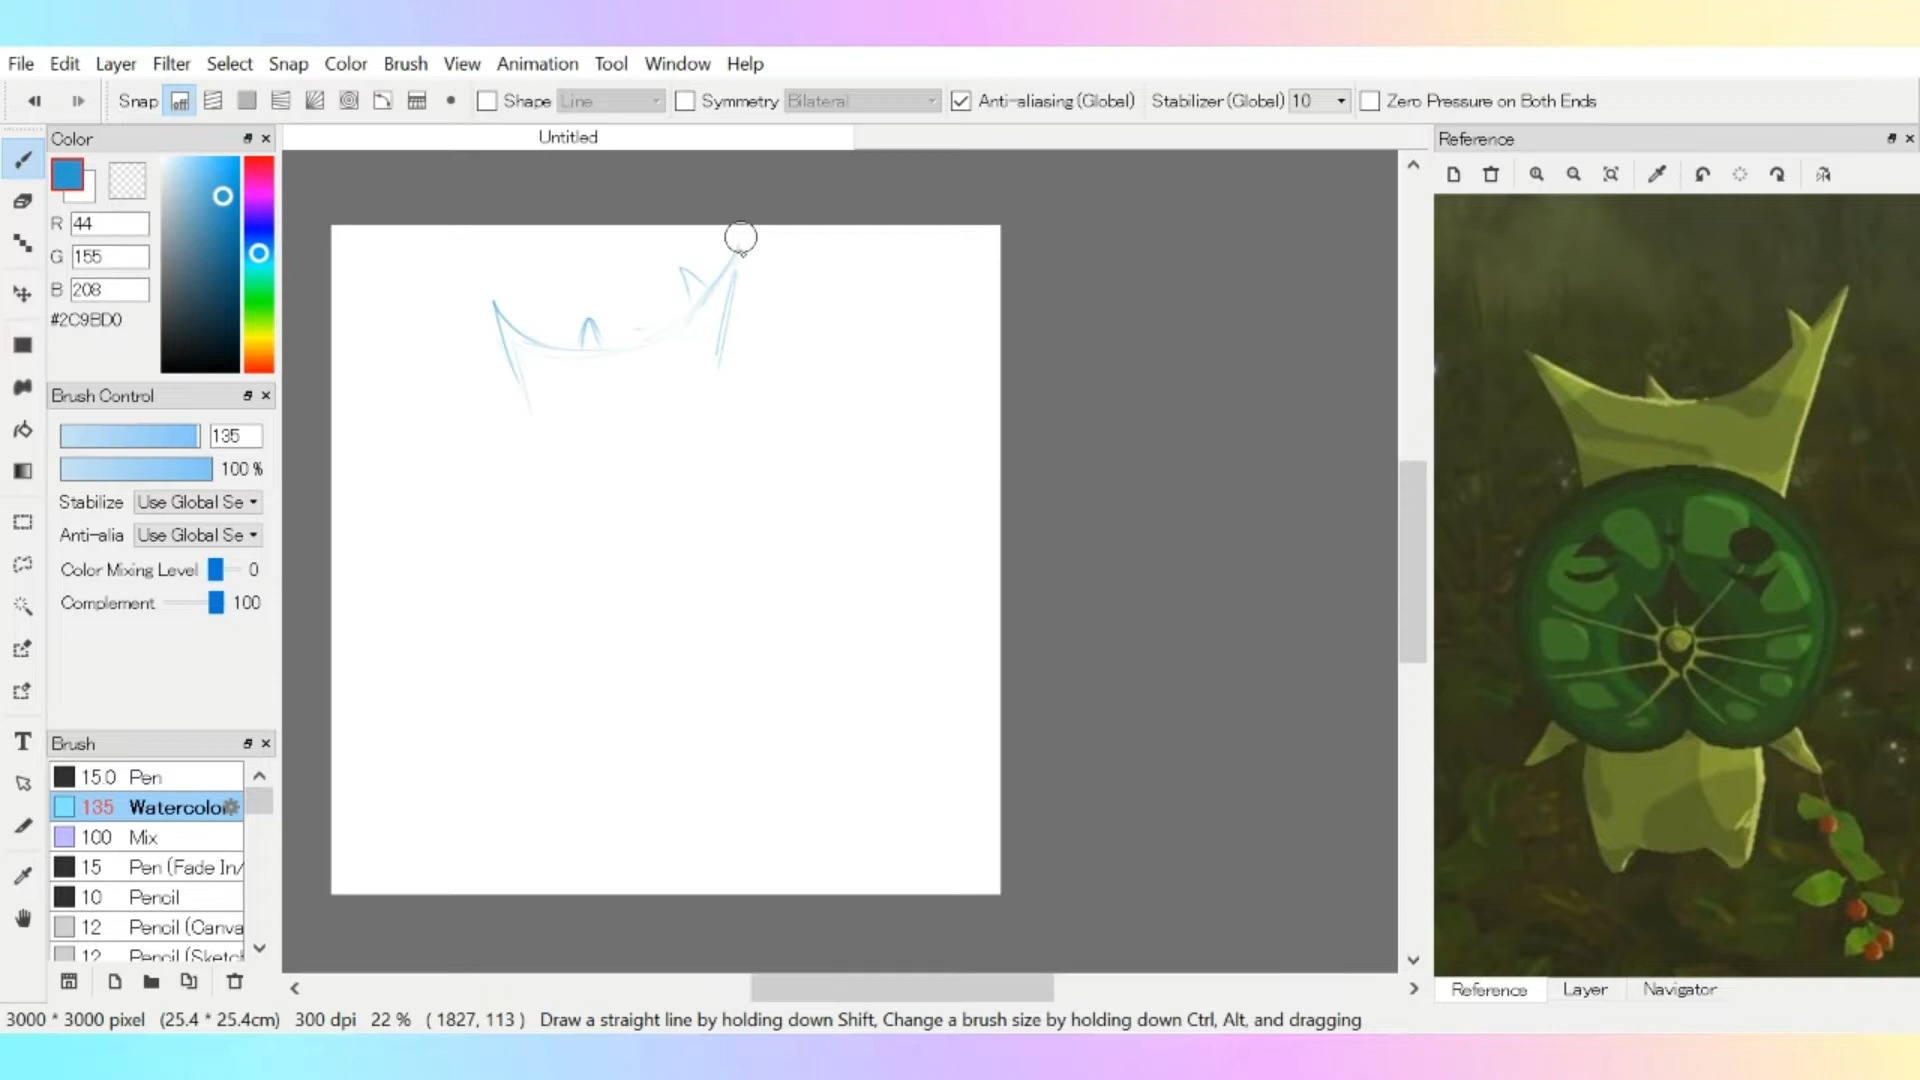 File Edit Layer Filter Select Snap Color Brush View Animation Tool Window Help
Snap off Shape Line Symmetry Bilateral Anti-aliasing (Global) Stabilizer (Global) 10 Zero Pressure on Both Ends
Color
Untitled
Reference
R 44
G 155
B 208
#2C9BD0
Brush Control
135
100 %
Stabilize Use Global Se
Anti-alia Use Global Se
Color Mixing Level 0
Complement 100
Brush
15.0 Pen
135 Watercolor
100 Mix
15 Pen (Fade In/
10 Pencil
12 Pencil (Canva
12 Pencil (Sketch
T
Reference Layer Navigator
3000 * 3000 pixel (25.4 * 25.4cm) 300 dpi 22 % ( 1827, 113 ) Draw a straight line by holding down Shift, Change a brush size by holding down Ctrl, Alt, and dragging